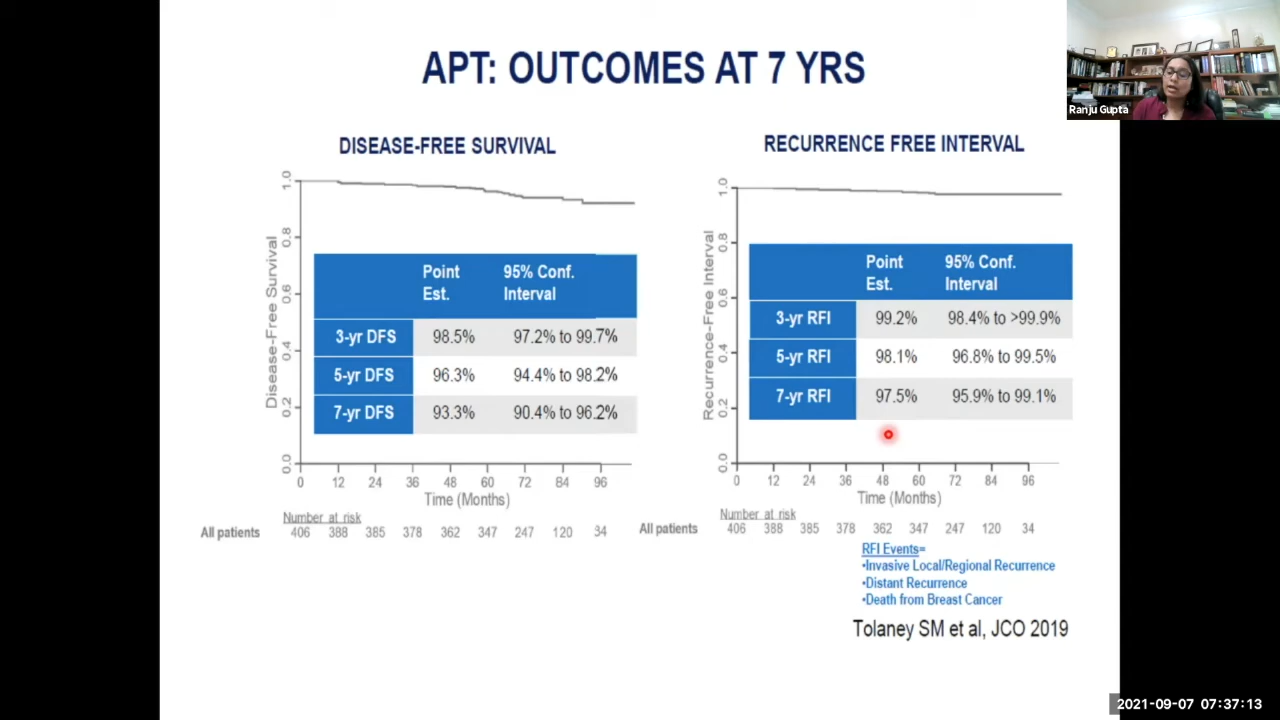 APT: OUTCOMES AT 7 YRS
Ranju Gupta
DISEASE-FREE SURVIVAL
Disease-Free Survival
1.0
0.8
0.6
0.4
0.2
0.0
Point Est. 95% Conf. Interval
3-yr DFS 98.5% 97.2% to 99.7%
5-yr DFS 96.3% 94.4% to 98.2%
7-yr DFS 93.3% 90.4% to 96.2%
0 12 24 36 48 60 72 84 96
Time (Months)
Number at risk
All patients 406 388 385 378 362 347 247 120 34
RECURRENCE FREE INTERVAL
Recurrence-Free Interval
1.0
0.8
0.6
0.4
0.2
0.0
Point Est. 95% Conf. Interval
3-yr RFI 99.2% 98.4% to >99.9%
5-yr RFI 98.1% 96.8% to 99.5%
7-yr RFI 97.5% 95.9% to 99.1%
0 12 24 36 48 60 72 84 96
Time (Months)
Number at risk
All patients 406 388 385 378 362 347 247 120 34
RFI Events=
•Invasive Local/Regional Recurrence
•Distant Recurrence
•Death from Breast Cancer
Tolaney SM et al, JCO 2019
2021-09-07 07:37:13